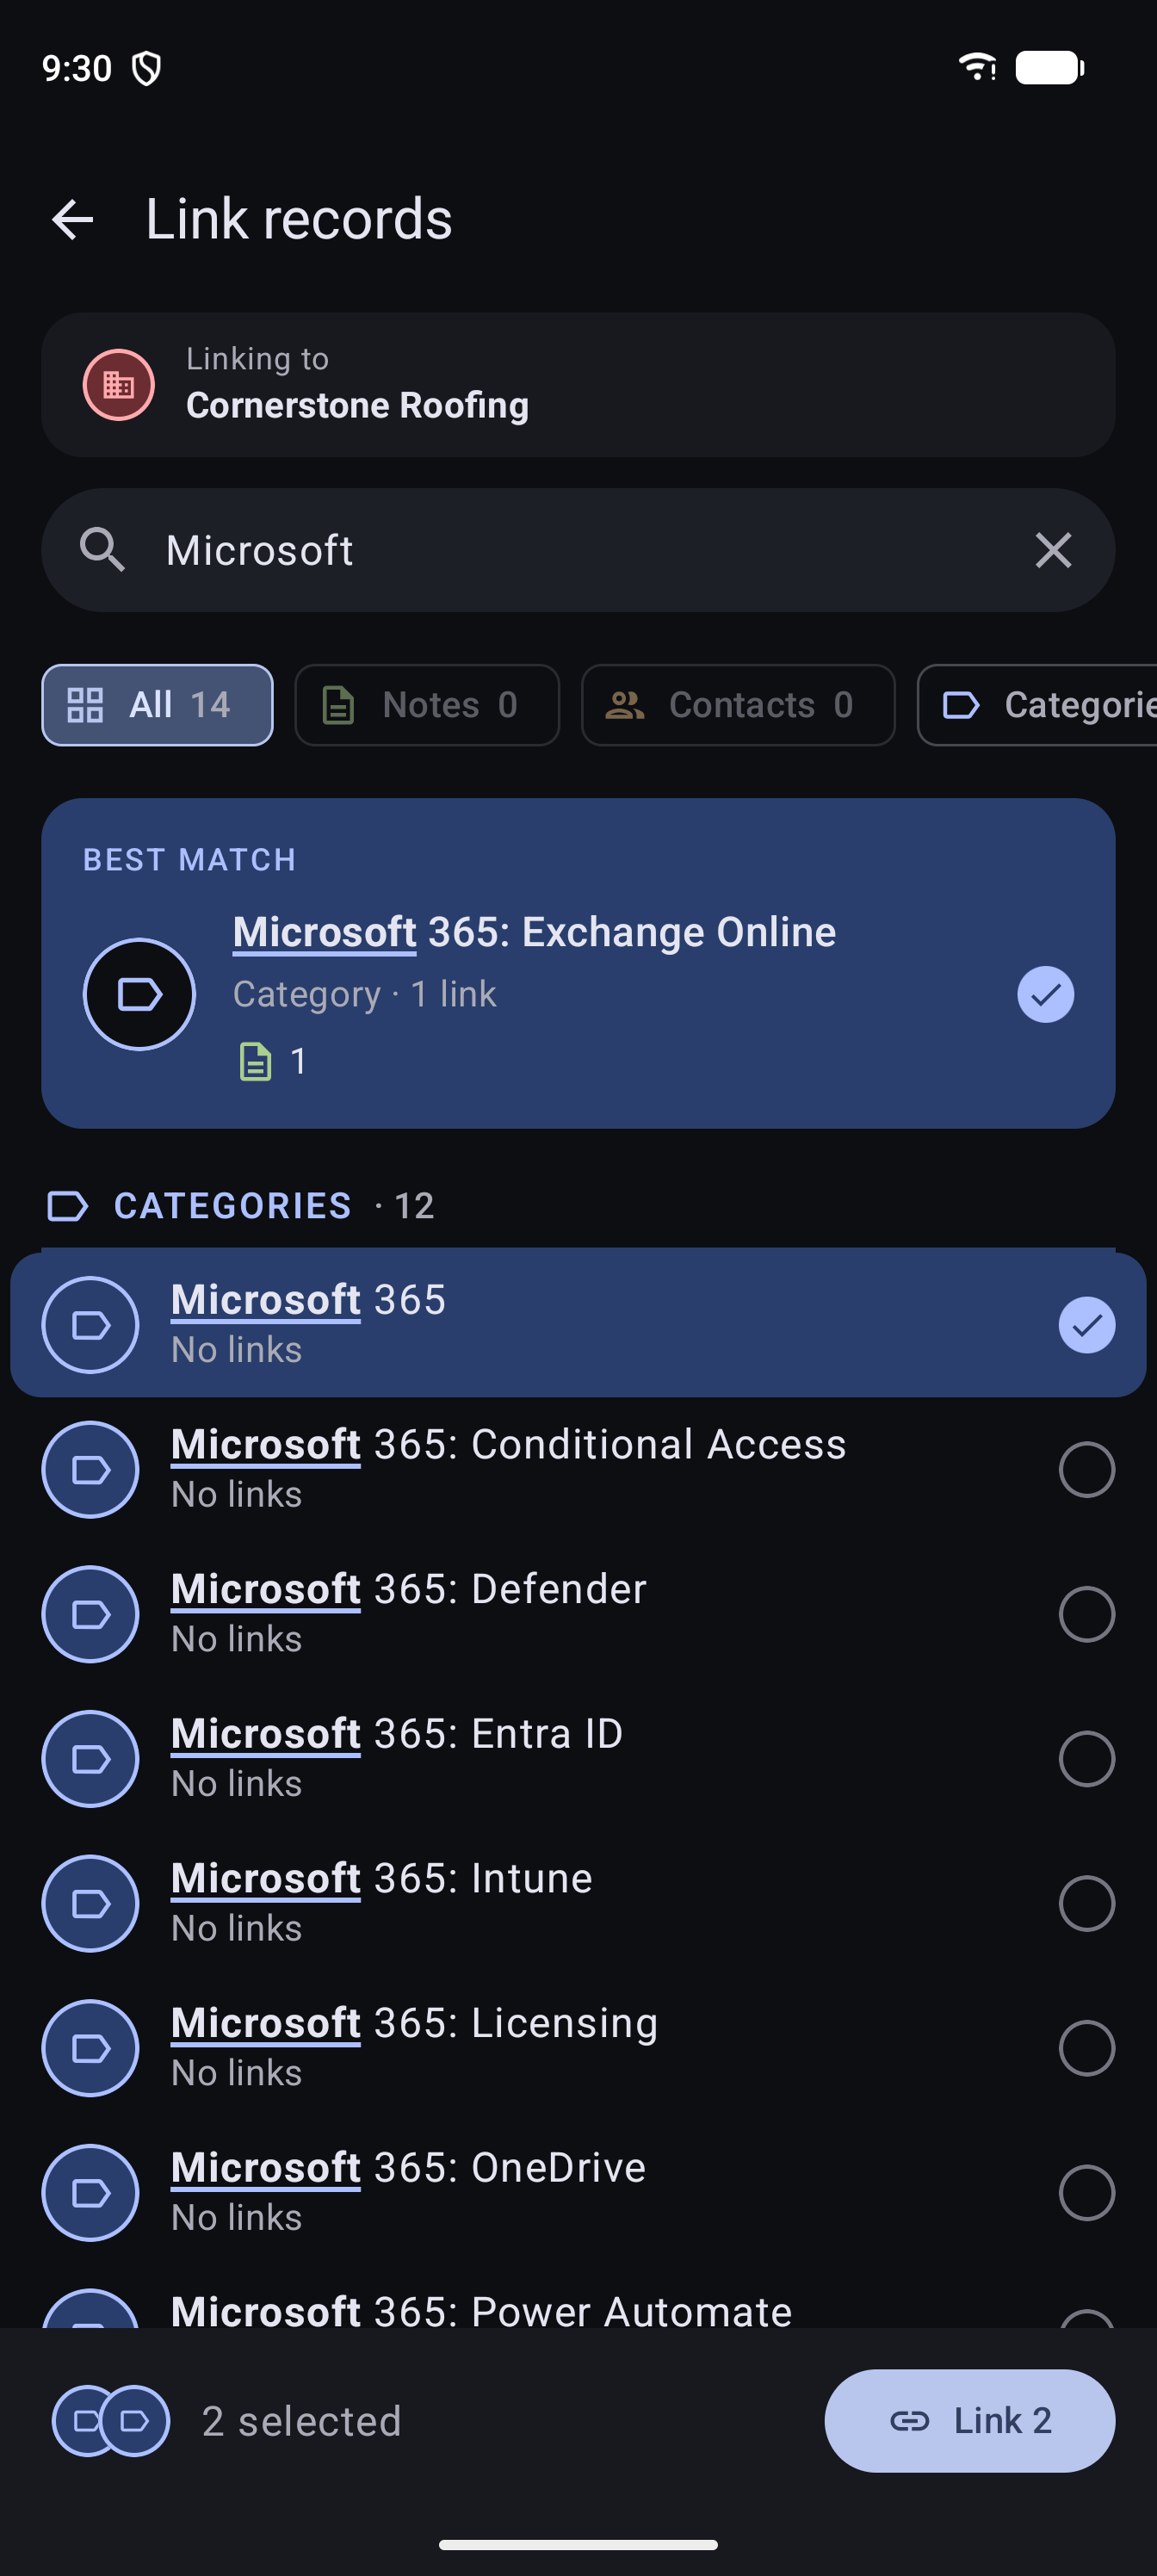 9:30
Link records
Linking to
Cornerstone Roofing
Microsoft
All 14
Notes 0
Contacts 0
Categorie
BEST MATCH
Microsoft 365: Exchange Online
Category · 1 link
1
CATEGORIES · 12
Microsoft 365
No links
Microsoft 365: Conditional Access
No links
Microsoft 365: Defender
No links
Microsoft 365: Entra ID
No links
Microsoft 365: Intune
No links
Microsoft 365: Licensing
No links
Microsoft 365: OneDrive
No links
Microsoft 365: Power Automate
2 selected
Link 2